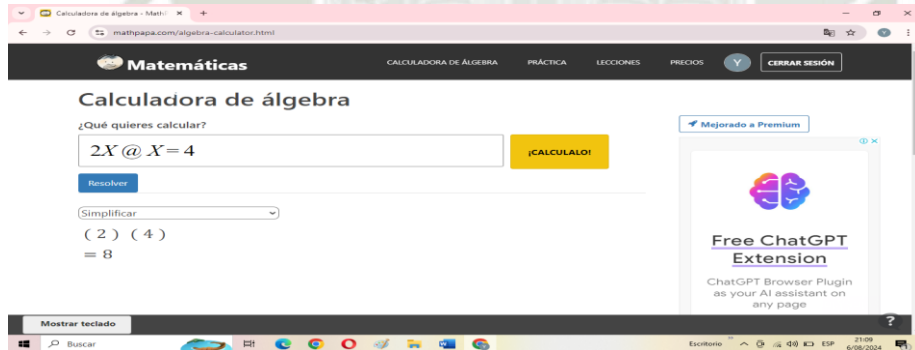 Calculadora de álgebra - Math
mathpapa.com/algebra-calculator.html
Matemáticas
CALCULADORA DE ÁLGEBRA PRÁCTICA LECCIONES PRECIOS Y CERRAR SESIÓN
Calculadora de álgebra
¿Qué quieres calcular?
2X @ X = 4
¡CALCULALO!
Resolver
Simplificar
( 2 ) ( 4 )
= 8
Mejorado a Premium
Free ChatGPT
Extension
ChatGPT Browser Plugin
as your AI assistant on
any page
Mostrar teclado
?
Buscar
Escritorio
ESP
21:09
6/08/2024